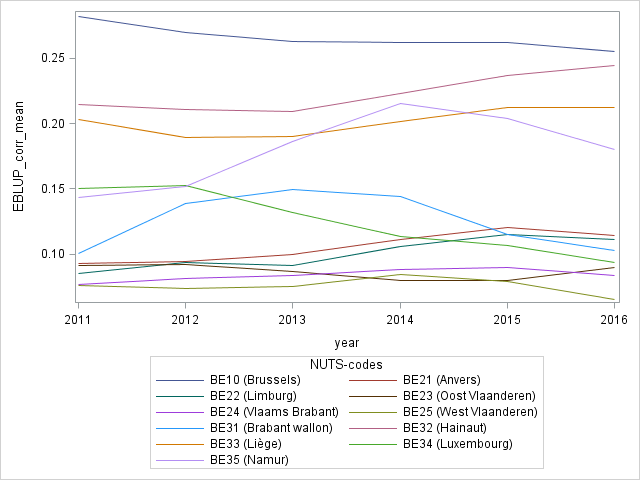 0.25
0.20
0.15
0.10
EBLUP_corr_mean
2011 2012 2013 2014 2015 2016
year
NUTS-codes
BE10 (Brussels) BE21 (Anvers)
BE22 (Limburg) BE23 (Oost Vlaanderen)
BE24 (Vlaams Brabant) BE25 (West Vlaanderen)
BE31 (Brabant wallon) BE32 (Hainaut)
BE33 (Liège) BE34 (Luxembourg)
BE35 (Namur)